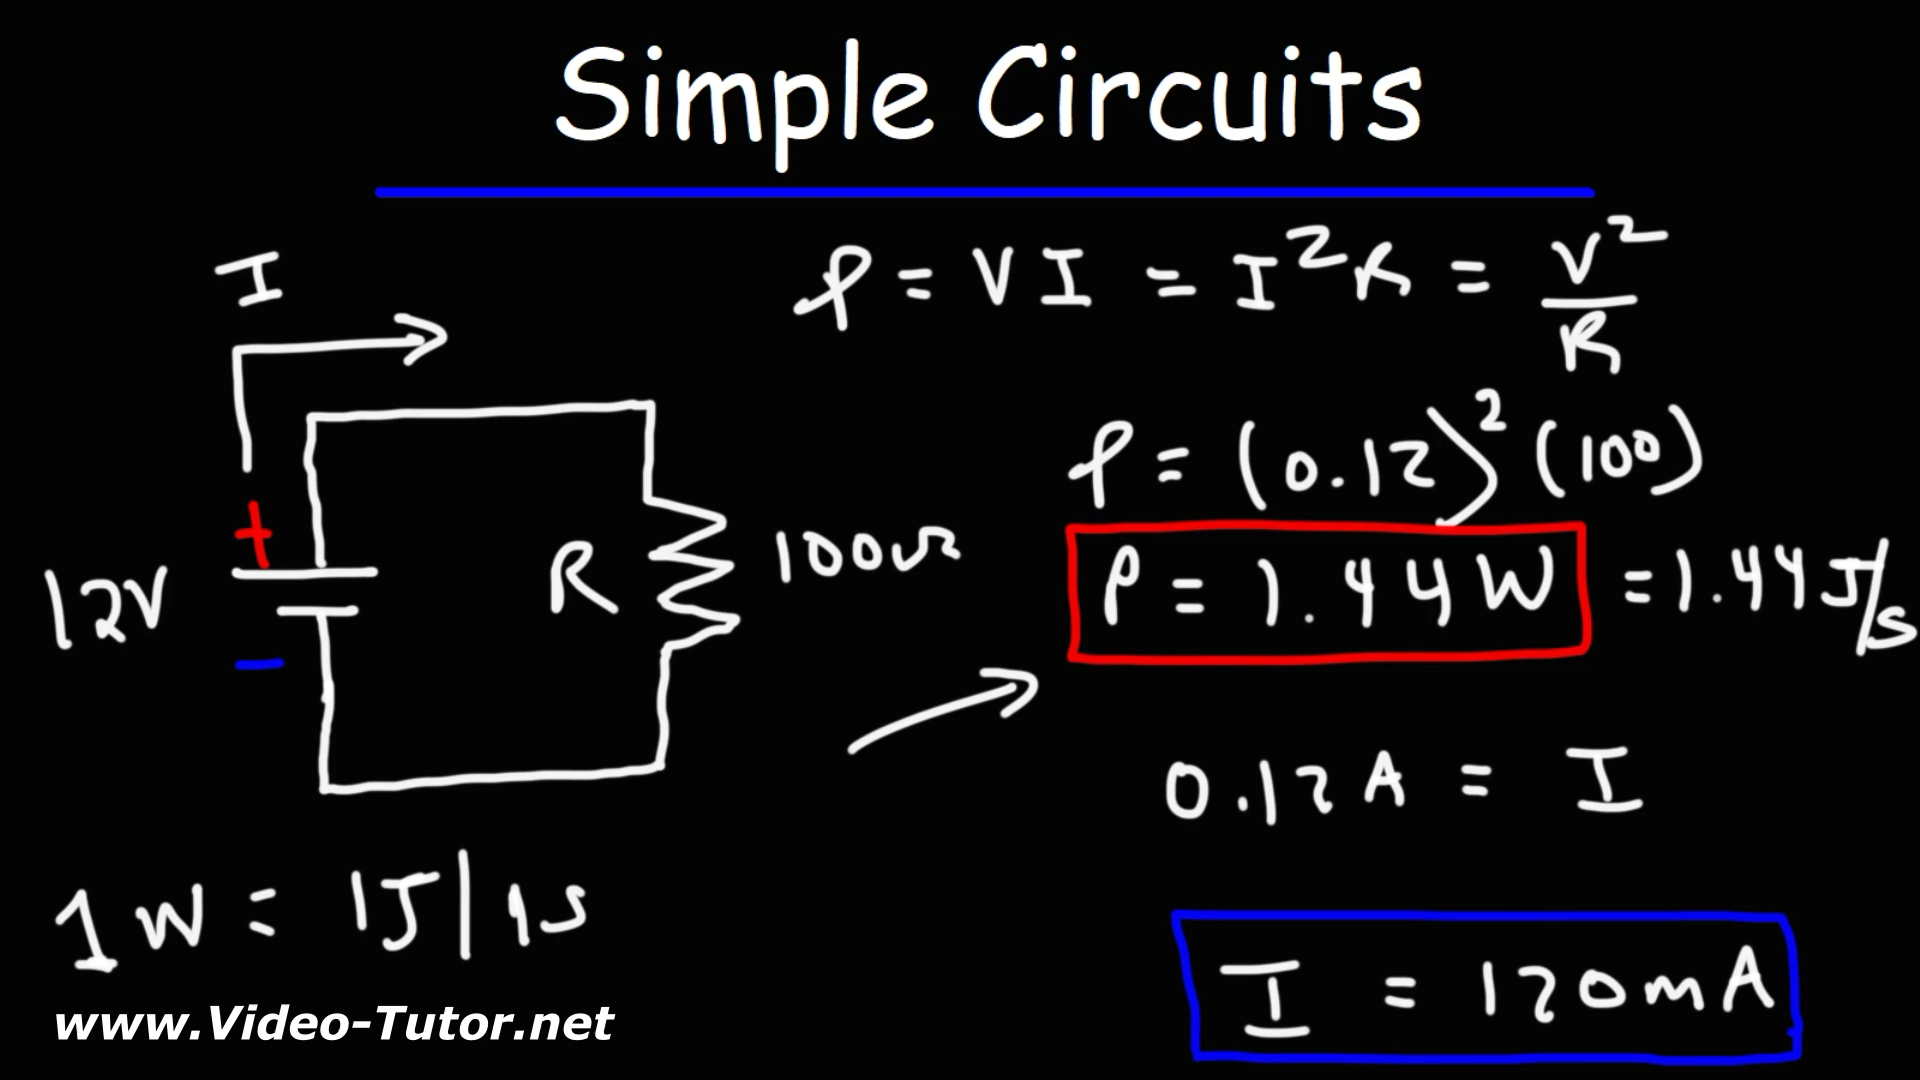 Simple Circuits
I
P = VI = I²R = V²/R
P = (0.12)² (100)
+
12V
R
100Ω
P = 1.44W = 1.44 J/s
-
0.12A = I
1W = 1J|1s
I = 120mA
www.Video-Tutor.net